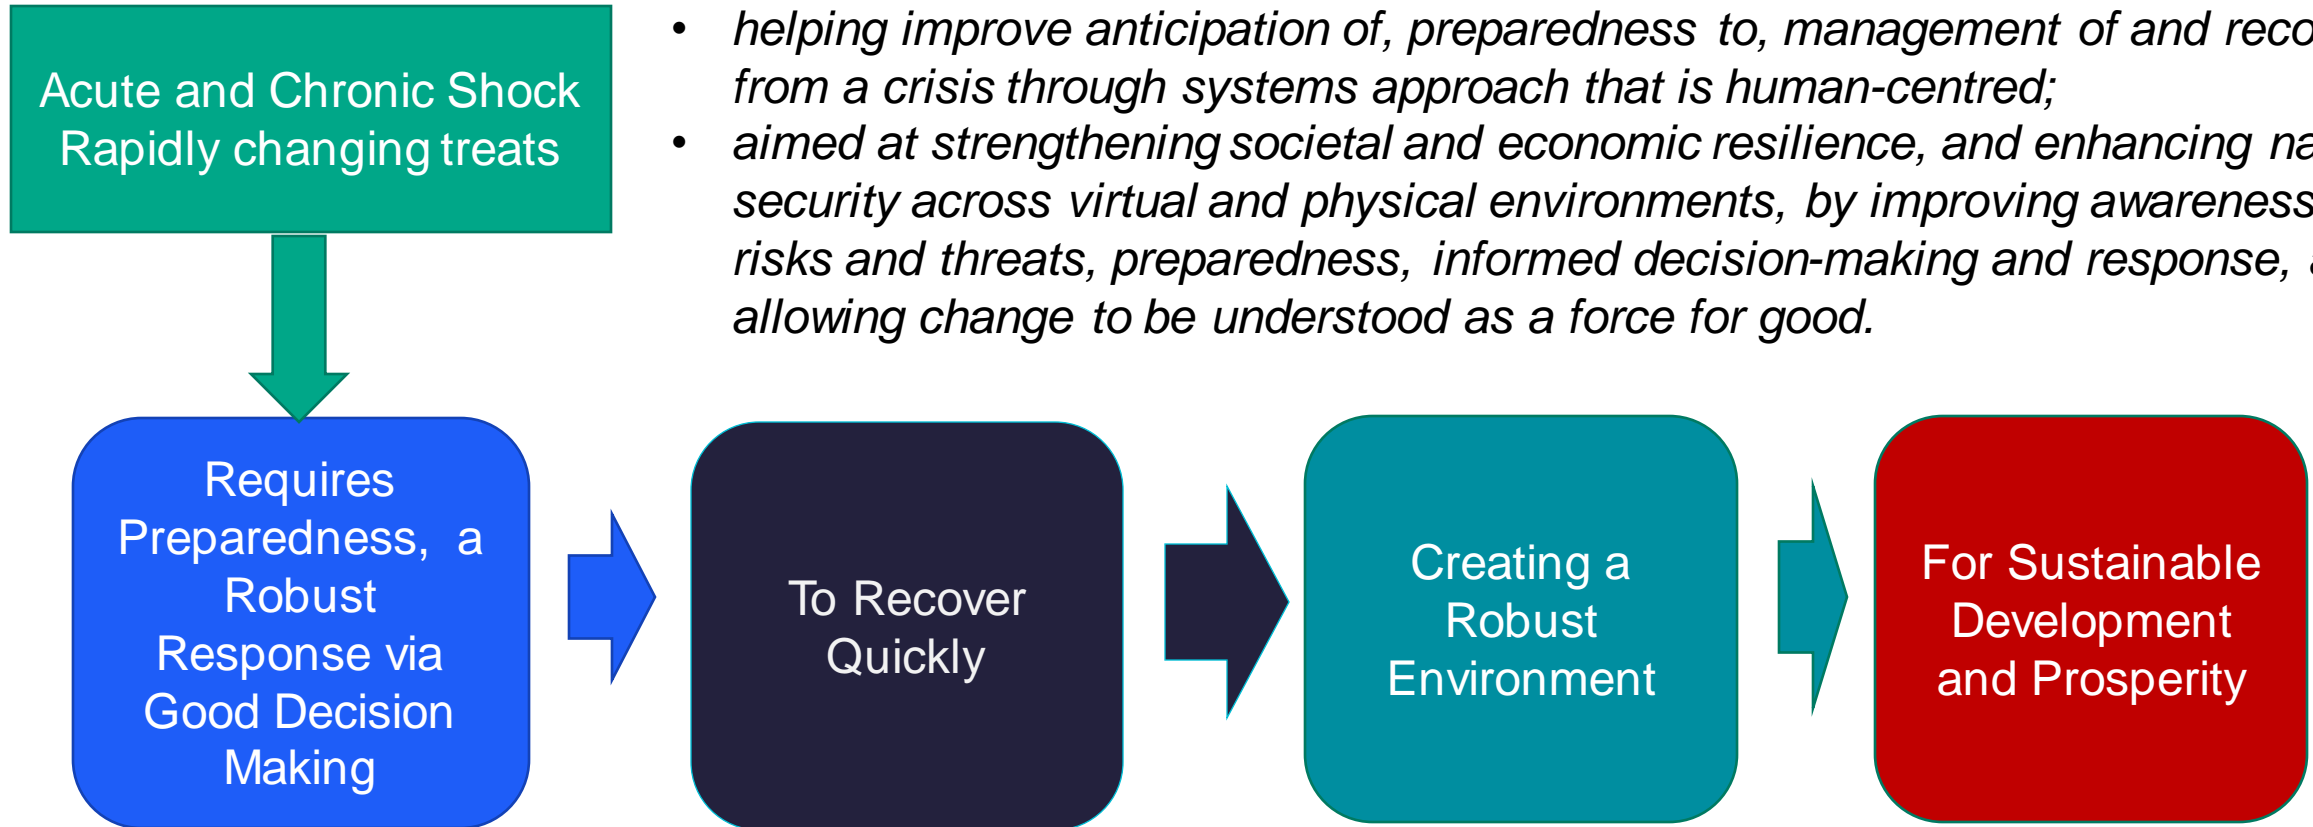 Acute and Chronic Shock
Rapidly changing treats
• helping improve anticipation of, preparedness to, management of and
from a crisis through systems approach that is human-centred;
• aimed at strengthening societal and economic resilience, and enhancing
security across virtual and physical environments, by improving awareness
risks and threats, preparedness, informed decision-making and response,
allowing change to be understood as a force for good.
Requires
Preparedness, a
Robust
Response via
Good Decision
Making
To Recover
Quickly
Creating a
Robust
Environment
For Sustainable
Development
and Prosperity